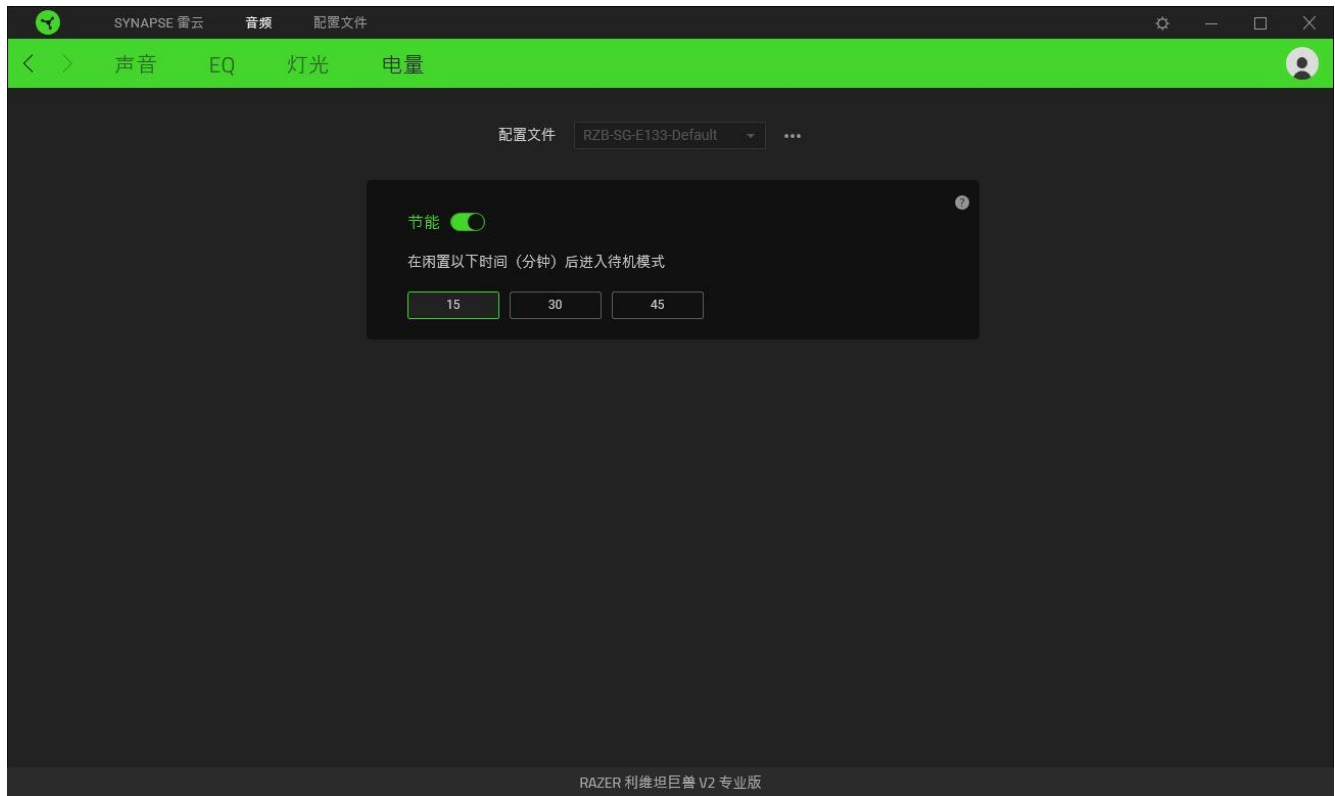 SYNAPSE 雷云 音频 配置文件
声音 EQ 灯光 电量
配置文件 RZB-SG-E133-Default
节能
在闲置以下时间（分钟）后进入待机模式
15 30 45
RAZER 利维坦巨兽 V2 专业版